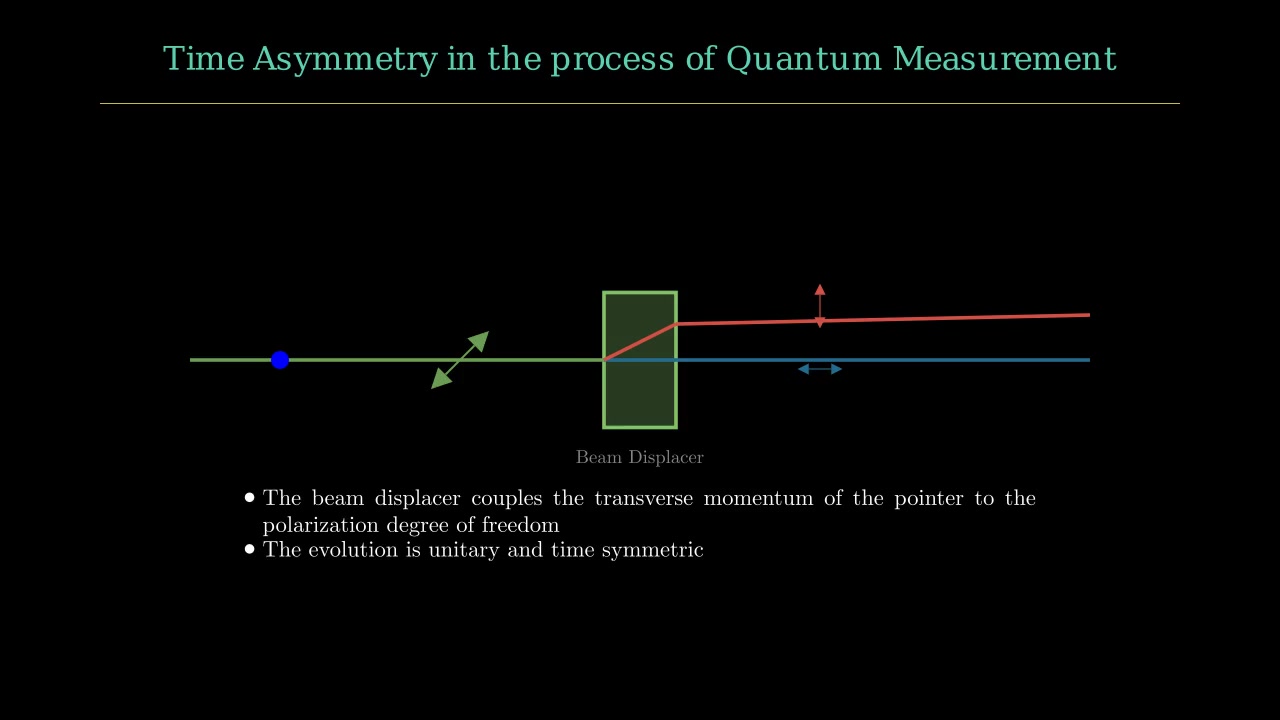 Time Asymmetry in the process of Quantum Measurement
Beam Displacer
• The beam displacer couples the transverse momentum of the pointer to the
polarization degree of freedom
• The evolution is unitary and time symmetric